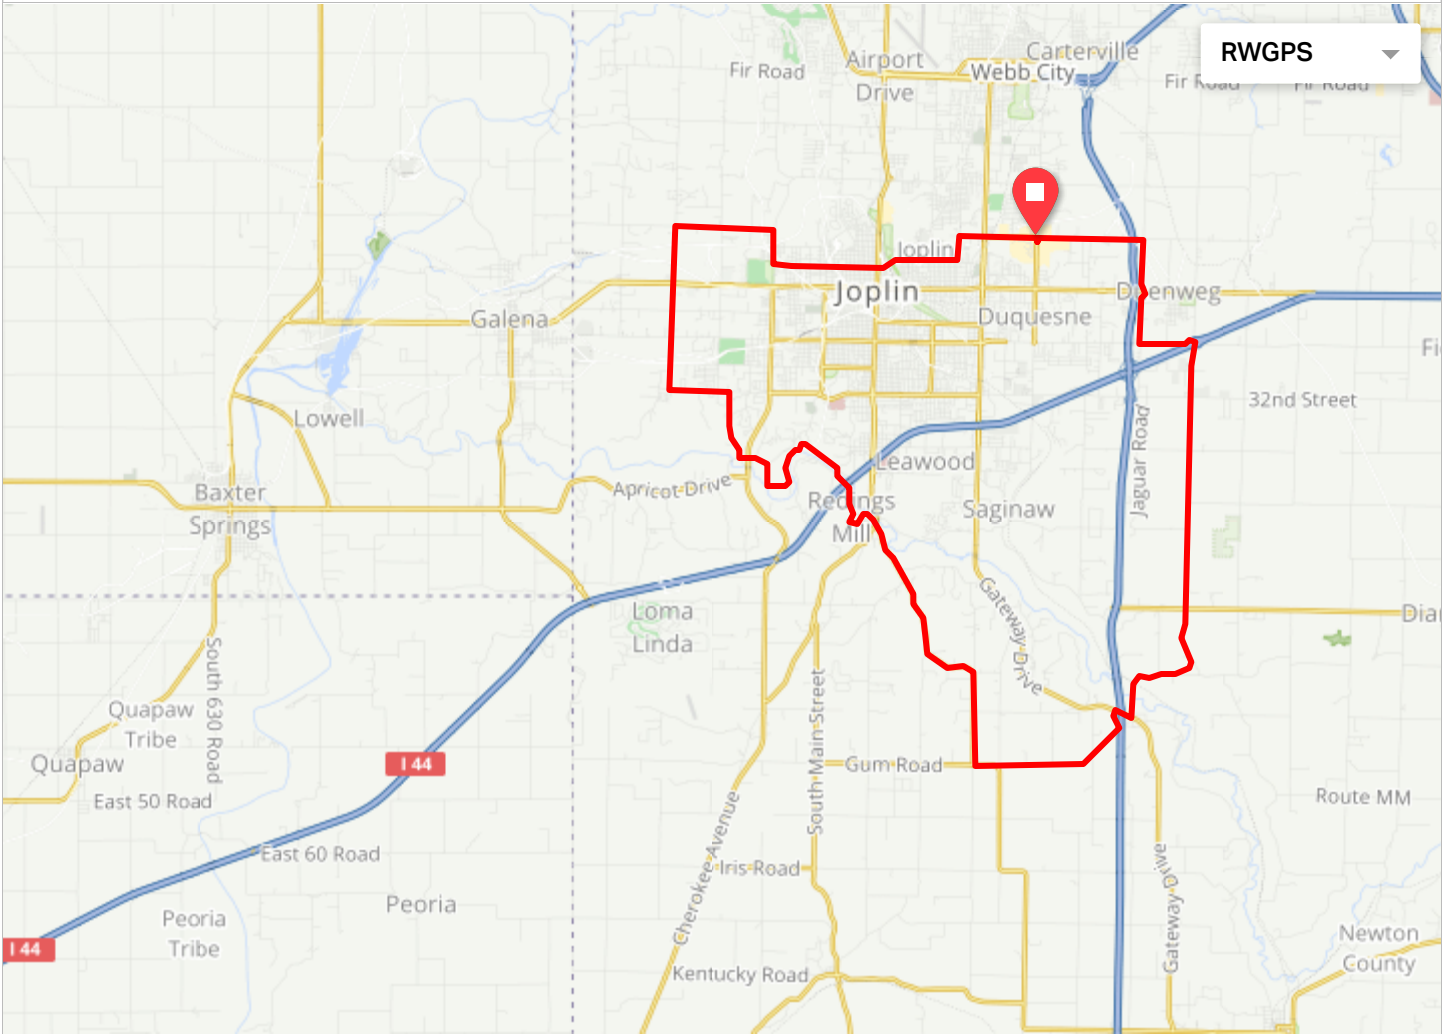 Carterville
RWGPS
Airport
Drive
Fir Road
Webb City
Fir Road
Fir Road
Joplin
Joplin
Duenweg
Galena
Duquesne
32nd Street
Lowell
Jaguar Road
Leawood
Baxter
Springs
Apricot Drive
Redings
Mill
Saginaw
Loma
Linda
Gateway Drive
South 630 Road
Quapaw
Tribe
South Main Street
Quapaw
I 44
Gum Road
East 50 Road
Route MM
East 60 Road
Cherokee Avenue
Iris Road
Gateway Drive
Peoria
Peoria
Tribe
I 44
Newton
County
Kentucky Road